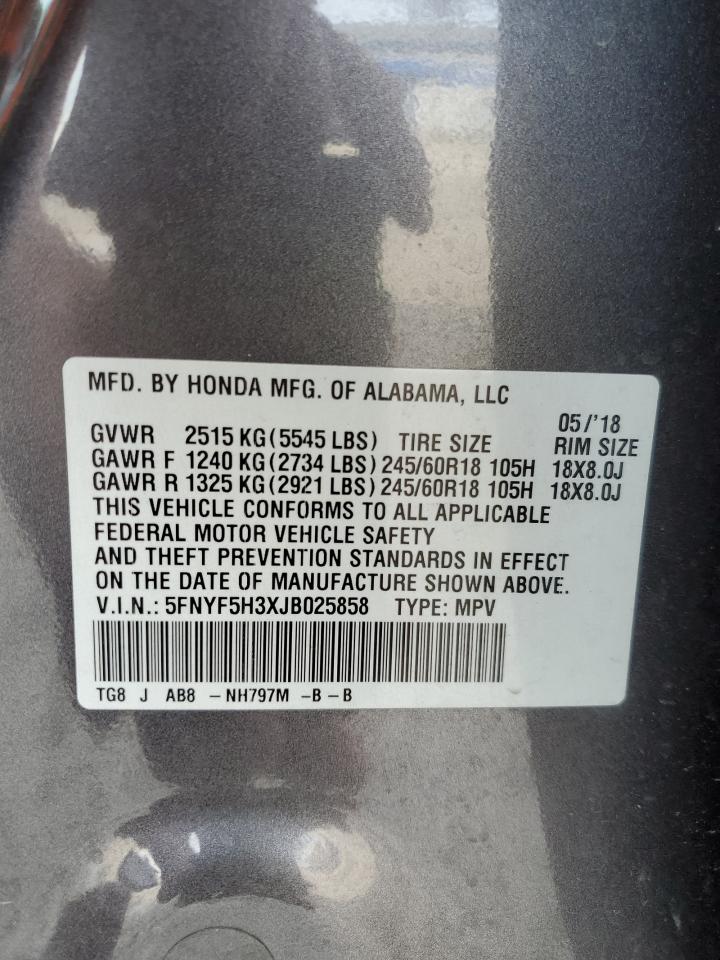 MFD. BY HONDA MFG. OF ALABAMA, LLC
05/'18
GVWR 2515 KG (5545 LBS) TIRE SIZE RIM SIZE
GAWR F 1240 KG (2734 LBS) 245/60R18 105H 18X8.0J
GAWR R 1325 KG (2921 LBS) 245/60R18 105H 18X8.0J
THIS VEHICLE CONFORMS TO ALL APPLICABLE
FEDERAL MOTOR VEHICLE SAFETY
AND THEFT PREVENTION STANDARDS IN EFFECT
ON THE DATE OF MANUFACTURE SHOWN ABOVE.
V.I.N.: 5FNYF5H3XJB025858 TYPE: MPV
TG8 J AB8 – NH797M –B – B